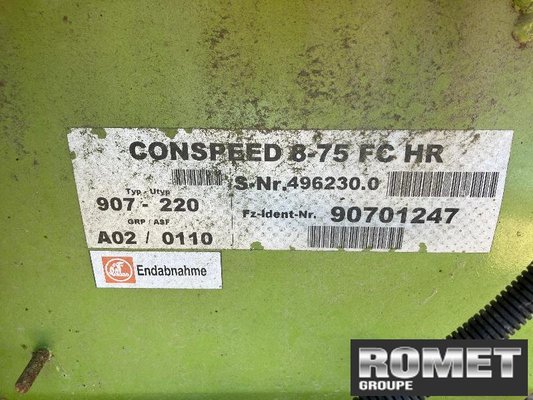 CONSPEED 8-75 FC HR
S-Nr. 496230.0
Typ - Utyp
907 - 220
Fz-Ident-Nr. 90701247
GRP / ASF
A02 / 0110
Endabnahme
ROMET
GROUPE